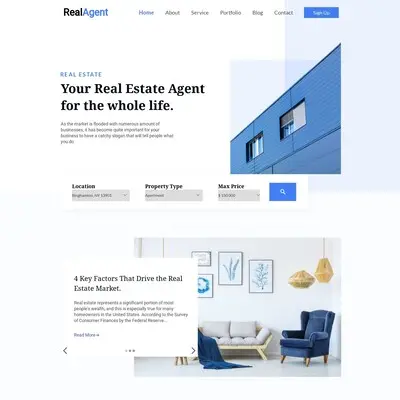 RealAgent
Home About Service Portfolio Blog Contact Sign Up
REAL ESTATE
Your Real Estate Agent
for the whole life.
As the market is flooded with numerous amount of
businesses, it has become quite important for your
business to have a catchy slogan that will tell people what
you do
Location Property Type Max Price
Binghamton, NY 13901 Apartment
4 Key Factors That Drive the Real
Estate Market.
Real estate represents a significant portion of most
people's wealth, and this is especially true for many
homeowners in the United States. According to the Survey
of Consumer Finances by the Federal Reserve
Read More